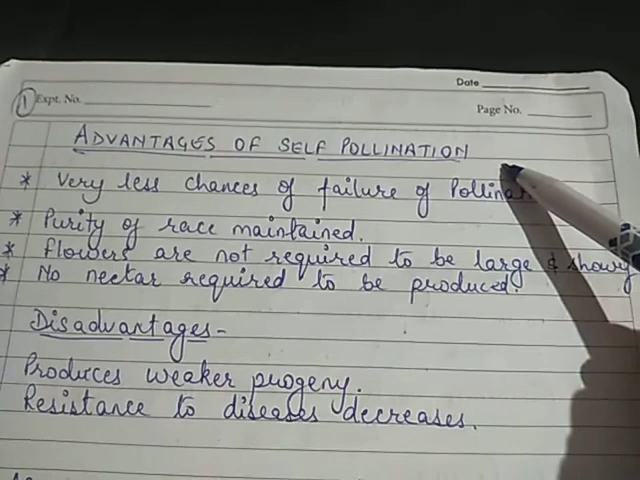 Date
① Expt. No.
Page No.
ADVANTAGES OF SELF POLLINATION
* Very less chances of failure of
* Purity of race maintained.
* flowers are not required to be large & showy
* No nectar required to be produced.
Disadvantages -
Produces weaker progeny.
Resistance to diseases decreases.